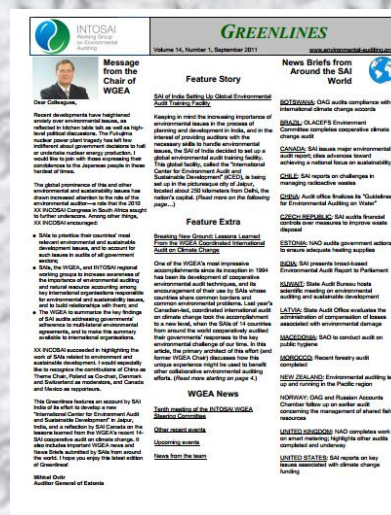 INTOSAI
Working Group
on Environmental
Auditing
GREENLINES
Volume 14, Number 1, September 2011
www.environmental-auditing.org
Message
from the
Chair of
WGEA
Dear Colleagues,
Recent developments have heightened
anxiety over environmental issues, as
reflected in kitchen table talk as well as high-
level political discussions. The Fukujima
nuclear power plant tragedy has left few
indifferent about government decisions to halt
or undertake nuclear energy production. I
would like to join with those expressing their
condolences to the Japanese people in these
hardest of times.
The global prominence of this and other
environmental and sustainability issues has
drawn increased attention to the role of the
environmental auditor—a role that the 2010
XX INCOSAI Congress in South Africa sought
to further underscore. Among other things,
XX INCOSAI encouraged:
● SAIs to prioritize their countries' most
relevant environmental and sustainable
development issues, and to account for
such issues in audits of all government
sectors;
● SAIs, the WGEA, and INTOSAI regional
working groups to increase awareness of
the importance of environmental auditing
and natural resource accounting among
key international organisations responsible
for environmental and sustainability issues,
and to build relationships with them; and
● The WGEA to summarize the key findings
of SAI audits addressing governments'
adherence to multi-lateral environmental
agreements, and to make this summary
available to international organisations.
XX INCOSAI succeeded in highlighting the
work of SAIs related to environment and
sustainable development. I would especially
like to recognize the contributions of China as
Theme Chair, Poland as Co-chair, Denmark
and Switzerland as moderators, and Canada
and Mexico as rapporteurs.
This Greenlines features an account by SAI
India of its effort to develop a new
"International Center for Environment Audit
and Sustainable Development" in Jaipur,
India, and a reflection by SAI Canada on the
lessons learned from the WGEA's recent 14-
SAI cooperative audit on climate change. It
also includes important WGEA news and
News Briefs submitted by SAIs from around
the world. I hope you enjoy this latest edition
of Greenlines!
Mihkel Oviir
Auditor General of Estonia
Feature Story
SAI of India Setting Up Global Environmental
Audit Training Facility
Keeping in mind the increasing importance of
environmental issues in the process of
planning and development in India, and in the
interest of providing auditors with the
necessary skills to handle environmental
issues, the SAI of India decided to set up a
global environmental audit training facility.
This global facility, called the "International
Center for Environment Audit and
Sustainable Development" (iCED), is being
set up in the picturesque city of Jaipur,
located about 250 kilometers from Delhi, the
nation's capital. (Read more on the following
page…)
Feature Extra
Breaking New Ground: Lessons Learned
From the WGEA Coordinated International
Audit on Climate Change
One of the WGEA's most impressive
accomplishments since its inception in 1994
has been its development of cooperative
environmental audit techniques, and its
encouragement of their use by SAIs whose
countries share common borders and
common environmental problems. Last year's
Canadian-led, coordinated international audit
on climate change took the accomplishment
to a new level, when the SAIs of 14 countries
from around the world cooperatively audited
their governments' responses to the key
environmental challenge of our time. In this
article, the primary architect of this effort (and
former WGEA Chair) discusses how this
unique experience might be used to benefit
other collaborative environmental auditing
efforts. (Read more starting on page 4.)
WGEA News
Tenth meeting of the INTOSAI WGEA
Steering Committee
Other recent events
Upcoming events
News from the team
News Briefs from
Around the SAI
World
BOTSWANA: OAG audits compliance with
international climate change accords
BRAZIL: OLACEFS Environment
Committee completes cooperative climate
change audit
CANADA: SAI issues major environmental
audit report; cites advances toward
achieving a national focus on sustainability
CHILE: SAI reports on challenges in
managing radioactive wastes
CHINA: Audit office finalizes its "Guidelines
for Environmental Auditing on Water"
CZECH REPUBLIC: SAI audits financial
controls over measures to improve waste
disposal
ESTONIA: NAO audits government actions
to ensure adequate heating supplies
INDIA: SAI presents broad-based
Environmental Audit Report to Parliament
KUWAIT: State Audit Bureau hosts
scientific meeting on environmental
auditing and sustainable development
LATVIA: State Audit Office evaluates the
administration of compensation of losses
associated with environmental damage
MACEDONIA: SAO to conduct audit on
public hygiene
MOROCCO: Recent forestry audit
completed
NEW ZEALAND: Environmental auditing is
up and running in the Pacific region
NORWAY: OAG and Russian Accounts
Chamber follow up on earlier audit
concerning the management of shared fish
resources
UNITED KINGDOM: NAO completes work
on smart metering; highlights other audits
completed and underway
UNITED STATES: SAI reports on key
issues associated with climate change
funding